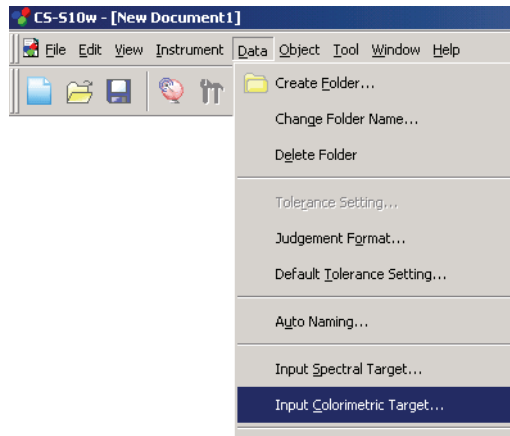 CS-S10w - [New Document1]
File Edit View Instrument Data Object Tool Window Help
Create Folder...
Change Folder Name...
Delete Folder
Tolerance Setting...
Judgement Format...
Default Tolerance Setting...
Auto Naming...
Input Spectral Target...
Input Colorimetric Target...